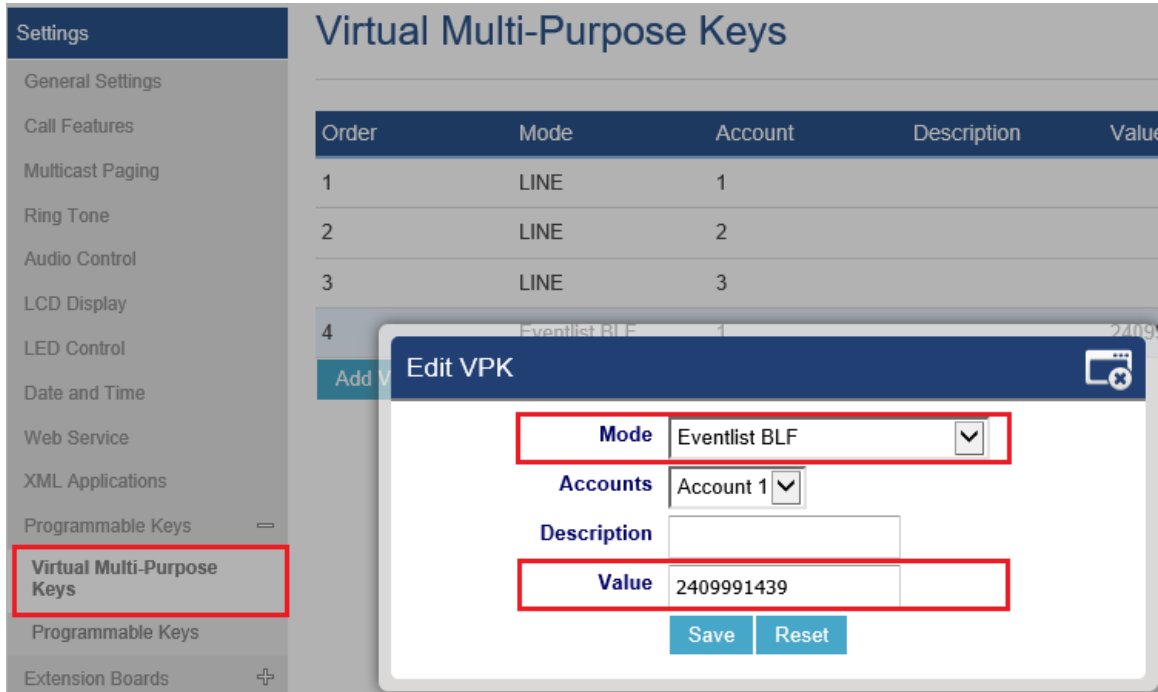 Settings
General Settings
Call Features
Multicast Paging
Ring Tone
Audio Control
LCD Display
LED Control
Date and Time
Web Service
XML Applications
Programmable Keys
Virtual Multi-Purpose
Keys
Programmable Keys
Extension Boards
Virtual Multi-Purpose Keys
Order Mode Account Description Value
1 LINE 1
2 LINE 2
3 LINE 3
4 Eventlist BLF 1 2409
Add V
Edit VPK
Mode Eventlist BLF
Accounts Account 1
Description
Value 2409991439
Save Reset